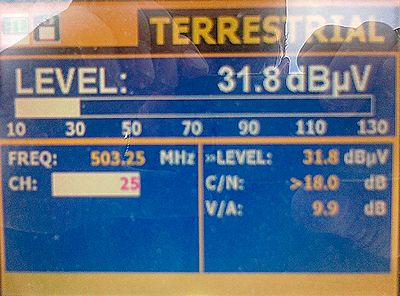 TERRESTRIAL
LEVEL: 31.8 dBµV
10 30 50 70 90 110 130
FREQ: 503.25 MHz
CH: 25
»LEVEL: 31.8 dBµV
C/N: >18.0 dB
V/A: 9.9 dB